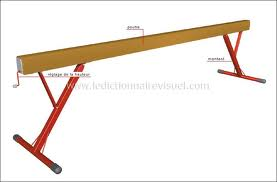 poutre
montant
réglage de la hauteur
www.ledictionnairevisuel.com